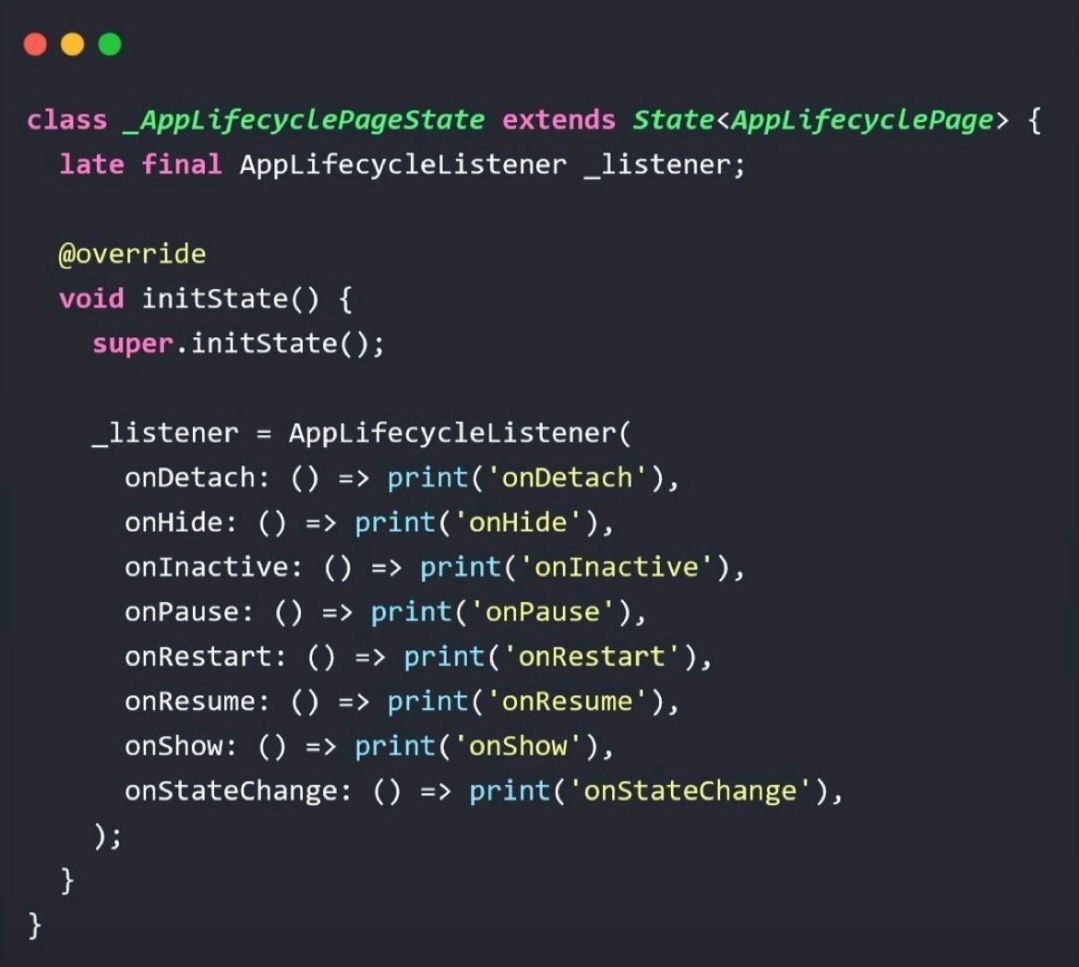 class _AppLifecyclePageState extends State<AppLifecyclePage> {
  late final AppLifecycleListener _listener;

  @override
  void initState() {
    super.initState();

    _listener = AppLifecycleListener(
      onDetach: () => print('onDetach'),
      onHide: () => print('onHide'),
      onInactive: () => print('onInactive'),
      onPause: () => print('onPause'),
      onRestart: () => print('onRestart'),
      onResume: () => print('onResume'),
      onShow: () => print('onShow'),
      onStateChange: () => print('onStateChange'),
    );
  }
}